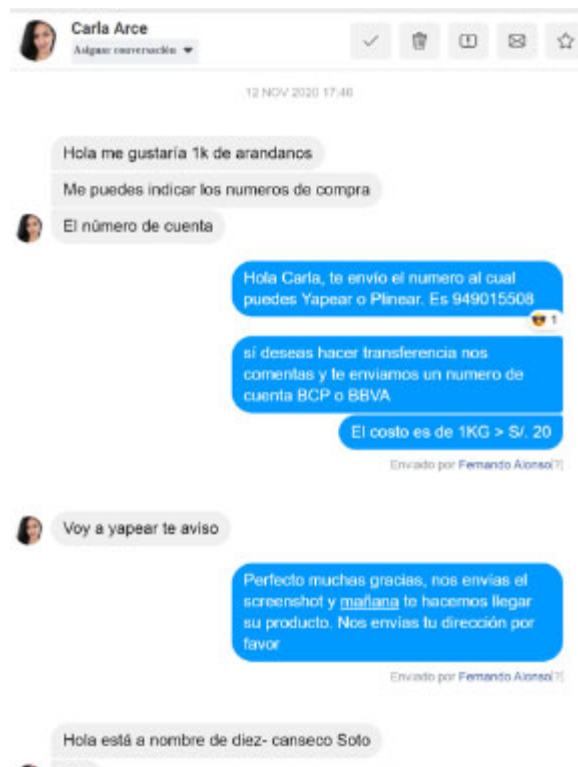 Carla Arce
Asignar conversación
12 NOV 2020 17:46
Hola me gustaría 1k de arandanos
Me puedes indicar los numeros de compra
El número de cuenta
Hola Carla, te envío el numero al cual
puedes Yapear o Plinear. Es 949015508
1
sí deseas hacer transferencia nos
comentas y te enviamos un numero de
cuenta BCP o BBVA
El costo es de 1KG > S/. 20
Enviado por Fernando Alonso[?]
Voy a yapear te aviso
Perfecto muchas gracias, nos envias el
screenshot y mañana te hacemos llegar
su producto. Nos envías tu dirección por
favor
Enviado por Fernando Alonso[?]
Hola está a nombre de diez- canseco Soto